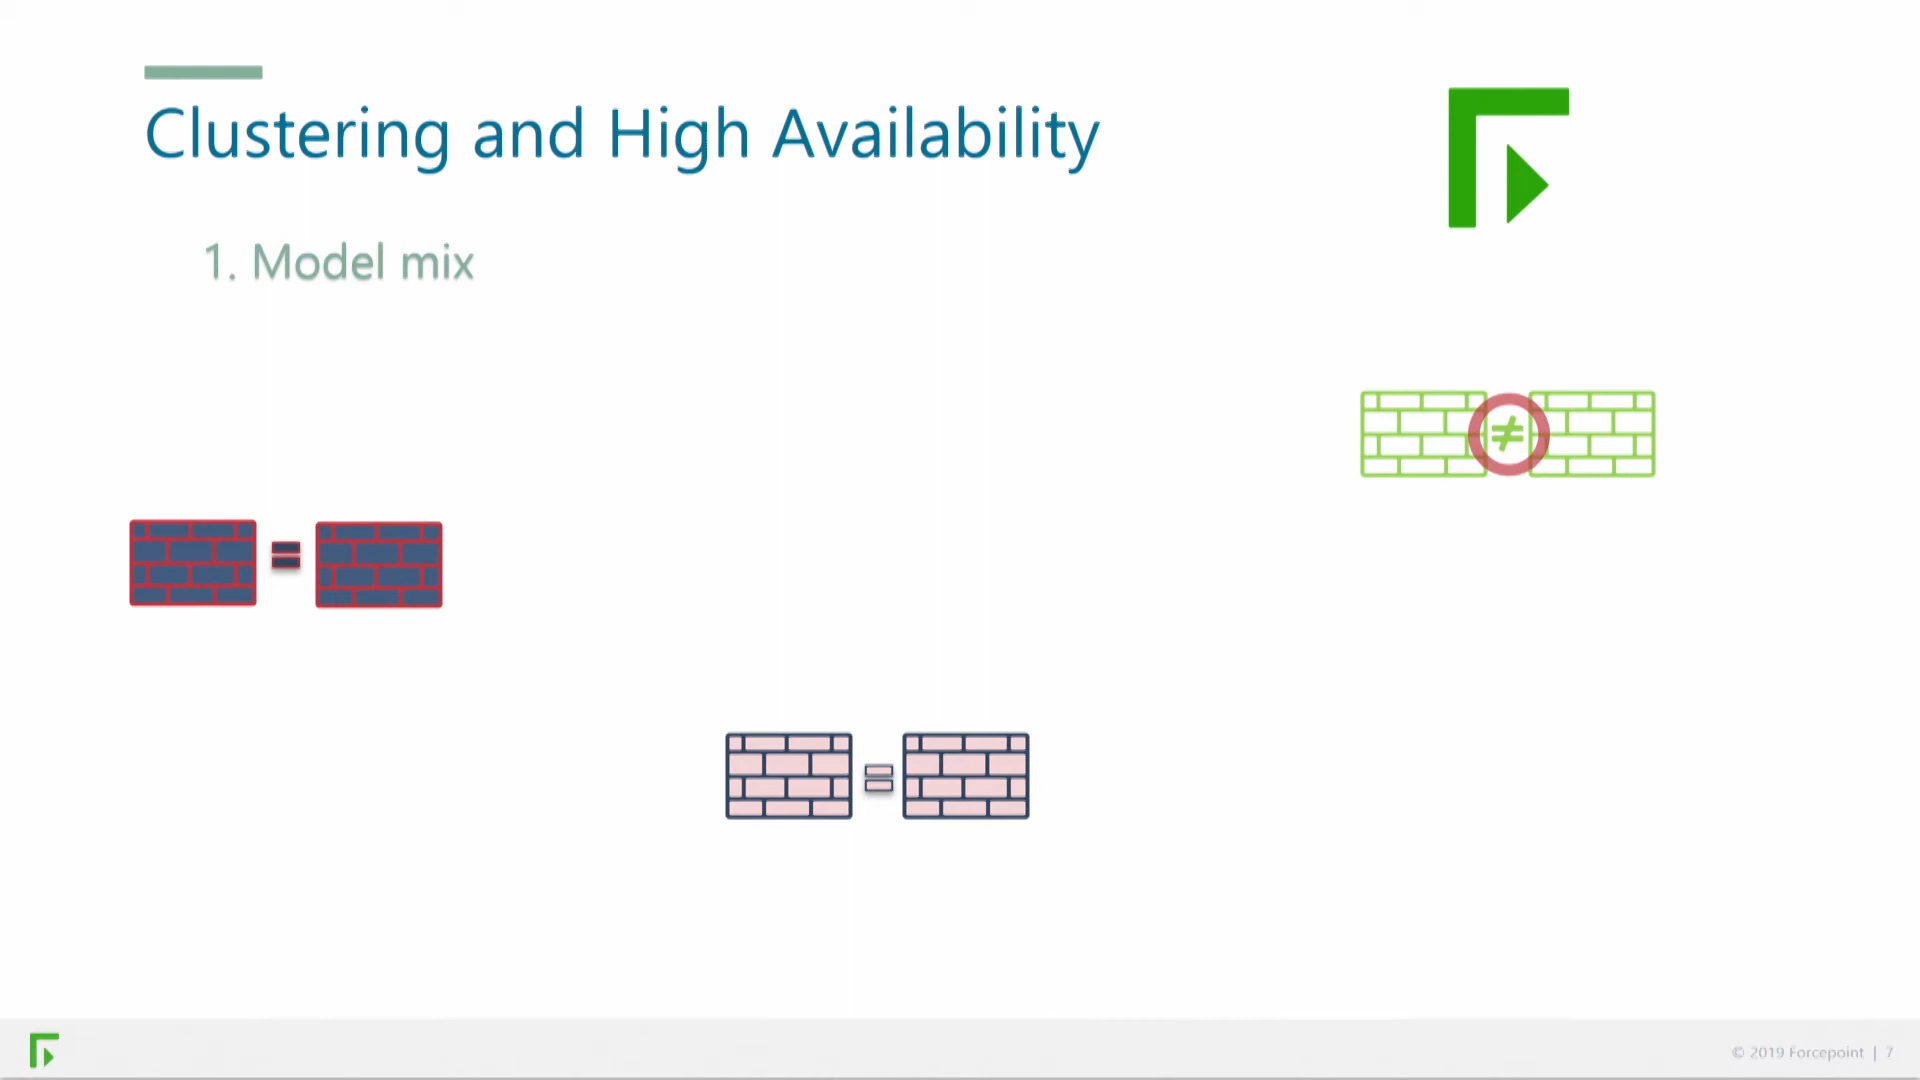 Clustering and High Availability
1. Model mix
≠
=
=
© 2019 Forcepoint | 7